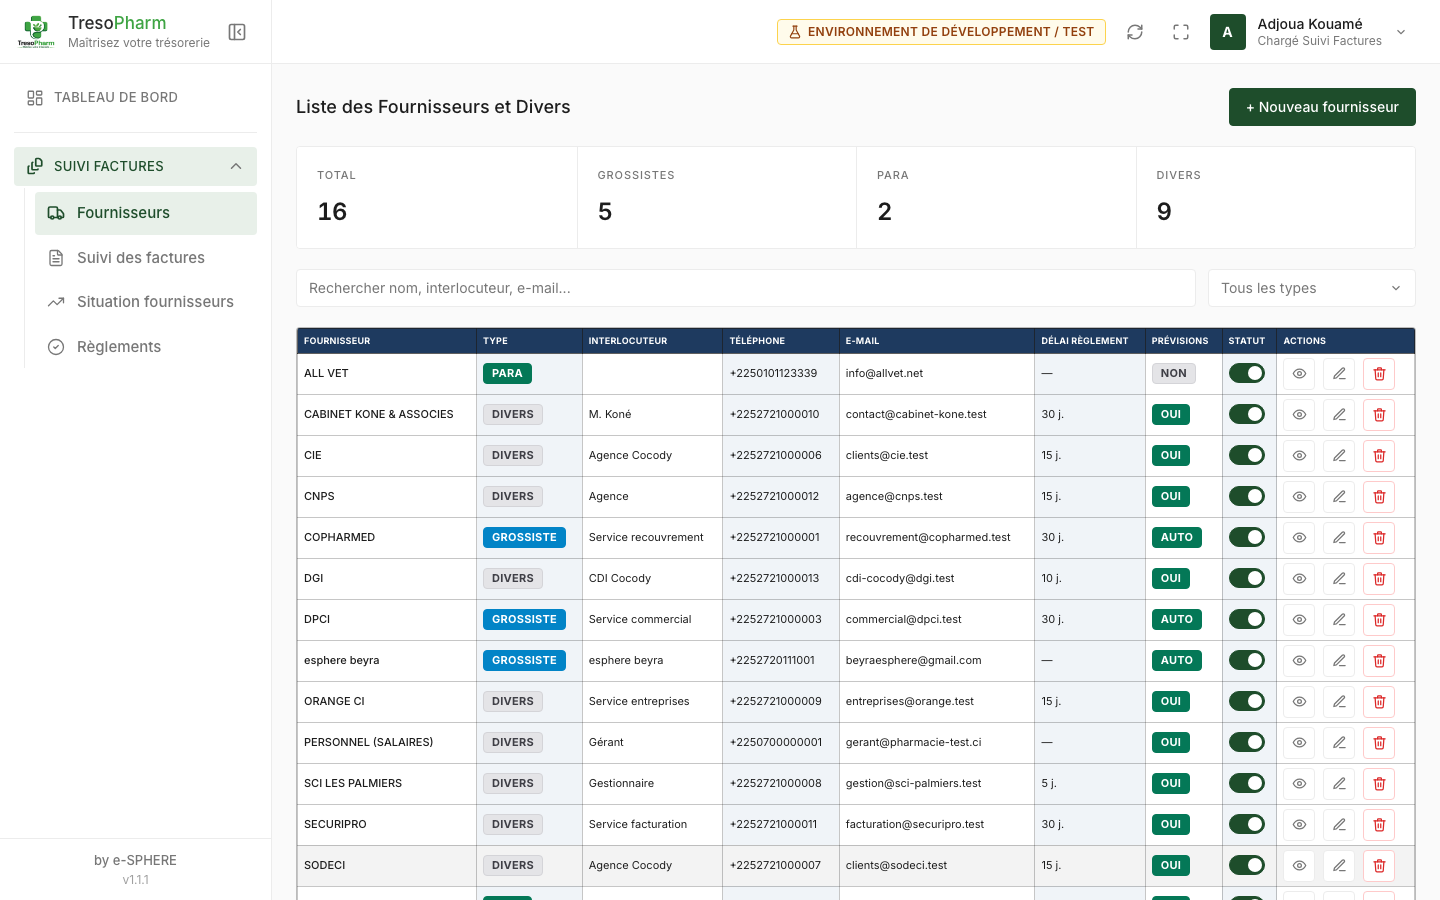 TresoPharm
Maîtrisez votre trésorerie
TresoPharm
ENVIRONNEMENT DE DÉVELOPPEMENT / TEST
A
Adjoua Kouamé
Chargé Suivi Factures
TABLEAU DE BORD
SUIVI FACTURES
Fournisseurs
Suivi des factures
Situation fournisseurs
Règlements
by e-SPHERE
v1.1.1
Liste des Fournisseurs et Divers
+ Nouveau fournisseur
TOTAL GROSSISTES PARA DIVERS
16 5 2 9
Rechercher nom, interlocuteur, e-mail...
Tous les types
FOURNISSEUR TYPE INTERLOCUTEUR TÉLÉPHONE E-MAIL DÉLAI RÈGLEMENT PRÉVISIONS STATUT ACTIONS
ALL VET PARA +2250101123339 info@allvet.net — NON
CABINET KONE & ASSOCIES DIVERS M. Koné +2252721000010 contact@cabinet-kone.test 30 j. OUI
CIE DIVERS Agence Cocody +2252721000006 clients@cie.test 15 j. OUI
CNPS DIVERS Agence +2252721000012 agence@cnps.test 15 j. OUI
COPHARMED GROSSISTE Service recouvrement +2252721000001 recouvrement@copharmed.test 30 j. AUTO
DGI DIVERS CDI Cocody +2252721000013 cdi-cocody@dgi.test 10 j. OUI
DPCI GROSSISTE Service commercial +2252721000003 commercial@dpci.test 30 j. AUTO
esphere beyra GROSSISTE esphere beyra +2252720111001 beyraesphere@gmail.com — AUTO
ORANGE CI DIVERS Service entreprises +2252721000009 entreprises@orange.test 15 j. OUI
PERSONNEL (SALAIRES) DIVERS Gérant +2250700000001 gerant@pharmacie-test.ci — OUI
SCI LES PALMIERS DIVERS Gestionnaire +2252721000008 gestion@sci-palmiers.test 5 j. OUI
SECURIPRO DIVERS Service facturation +2252721000011 facturation@securipro.test 30 j. OUI
SODECI DIVERS Agence Cocody +2252721000007 clients@sodeci.test 15 j. OUI